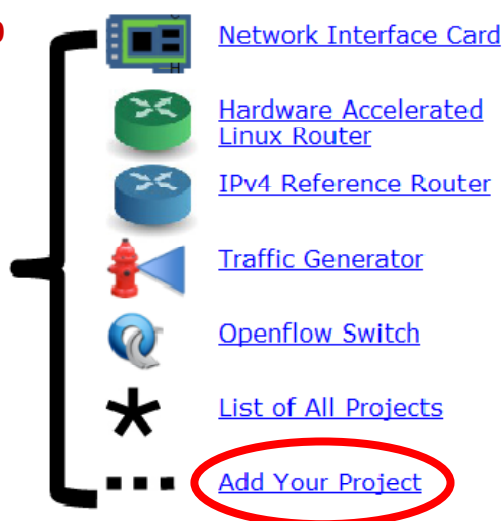 Network Interface Card
Hardware Accelerated
Linux Router
IPv4 Reference Router
Traffic Generator
Openflow Switch
*
List of All Projects
Add Your Project